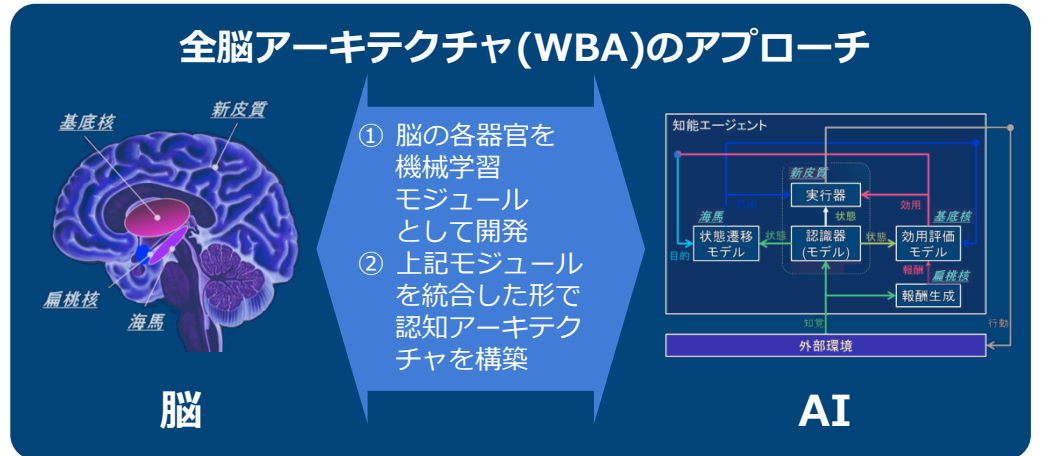 全脳アーキテクチャ(WBA)のアプローチ
基底核
新皮質
扁桃核
海馬
脳
① 脳の各器官を
機械学習
モジュール
として開発
② 上記モジュール
を統合した形で
認知アーキテク
チャを構築
知能エージェント
新皮質
実行器
効用
海馬
状態
基底核
状態遷移
モデル
状態
認識器
(モデル)
状態
効用評価
モデル
目的
報酬
扁桃核
報酬生成
知覚
行動
外部環境
AI